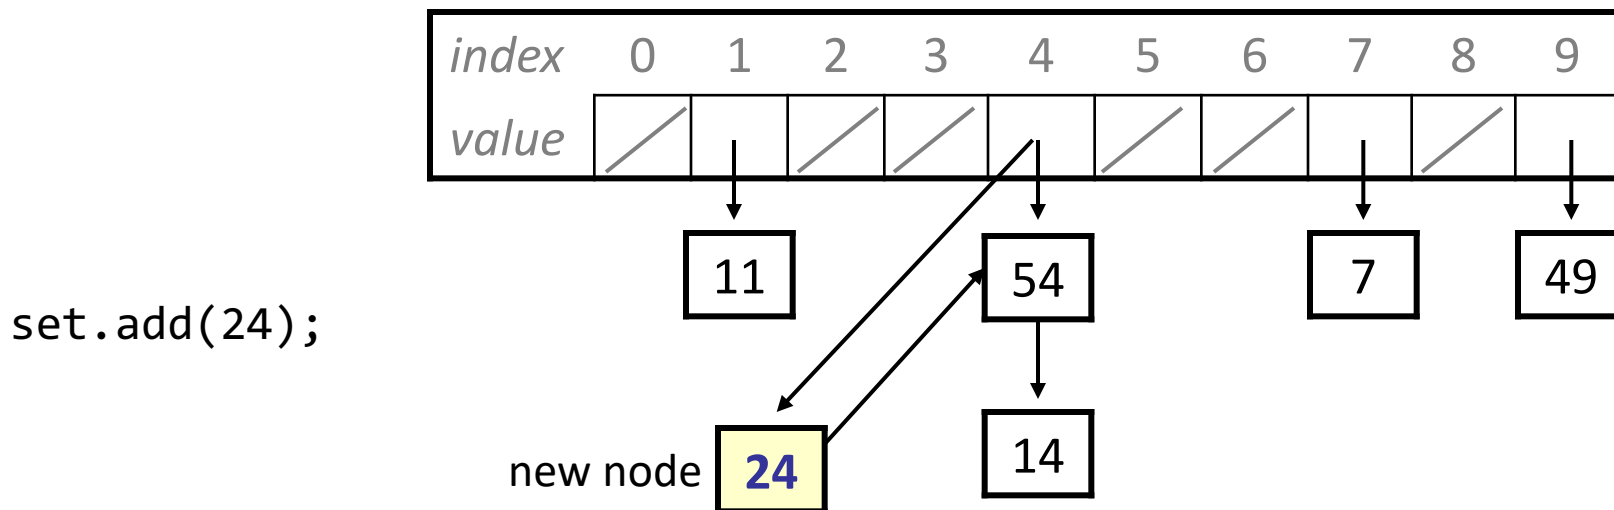 index 0 1 2 3 4 5 6 7 8 9
value
11 54 7 49
set.add(24);
14
new node 24